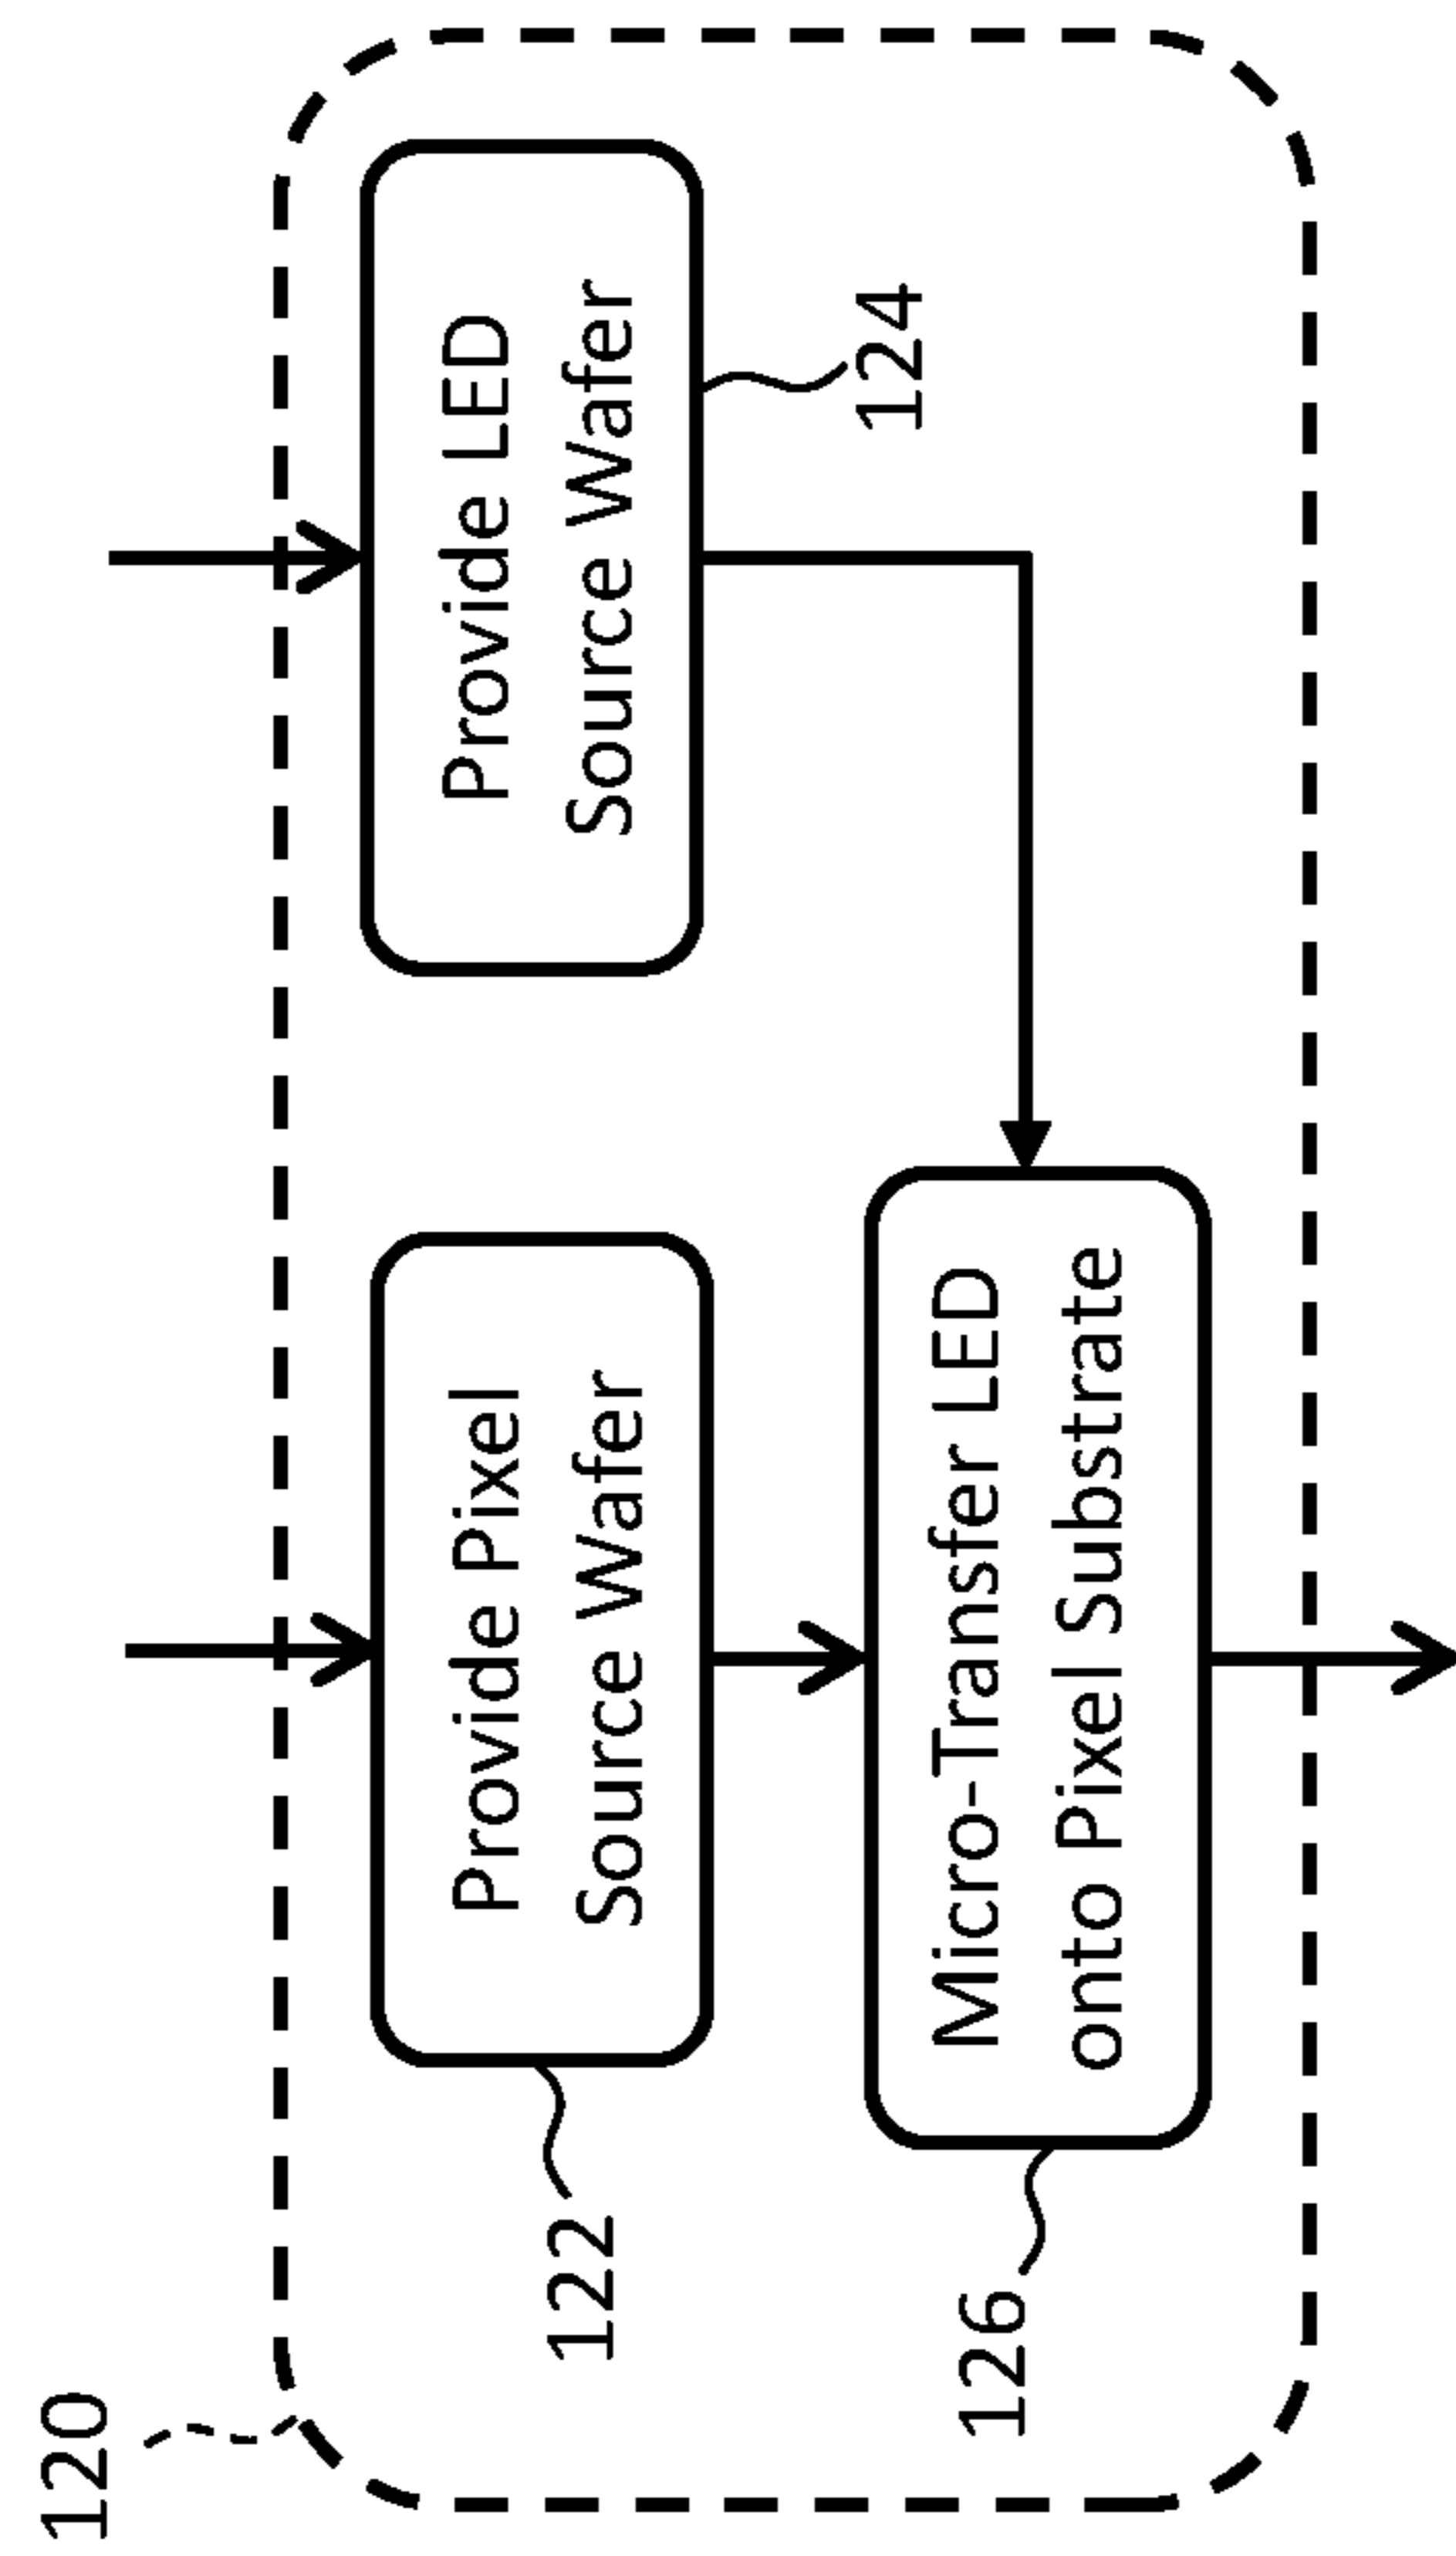 120
Provide Pixel
Source Wafer
122
Provide LED
Source Wafer
124
Micro-Transfer LED
onto Pixel Substrate
126